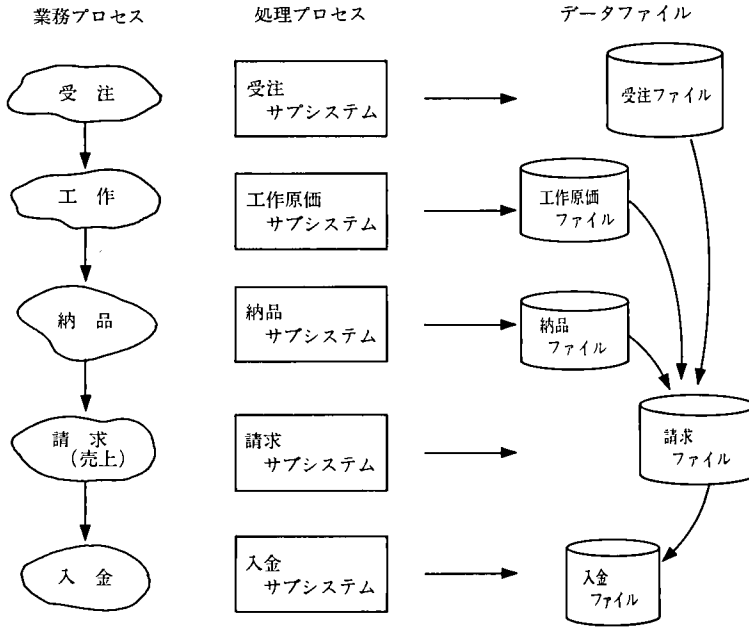 業務プロセス 処理プロセス データファイル
受 注
受注
サブシステム
受注ファイル
工 作
工作原価
サブシステム
工作原価
ファイル
納 品
納品
サブシステム
納品
ファイル
請 求
(売上)
請求
サブシステム
請求
ファイル
入 金
入金
サブシステム
入金
ファイル